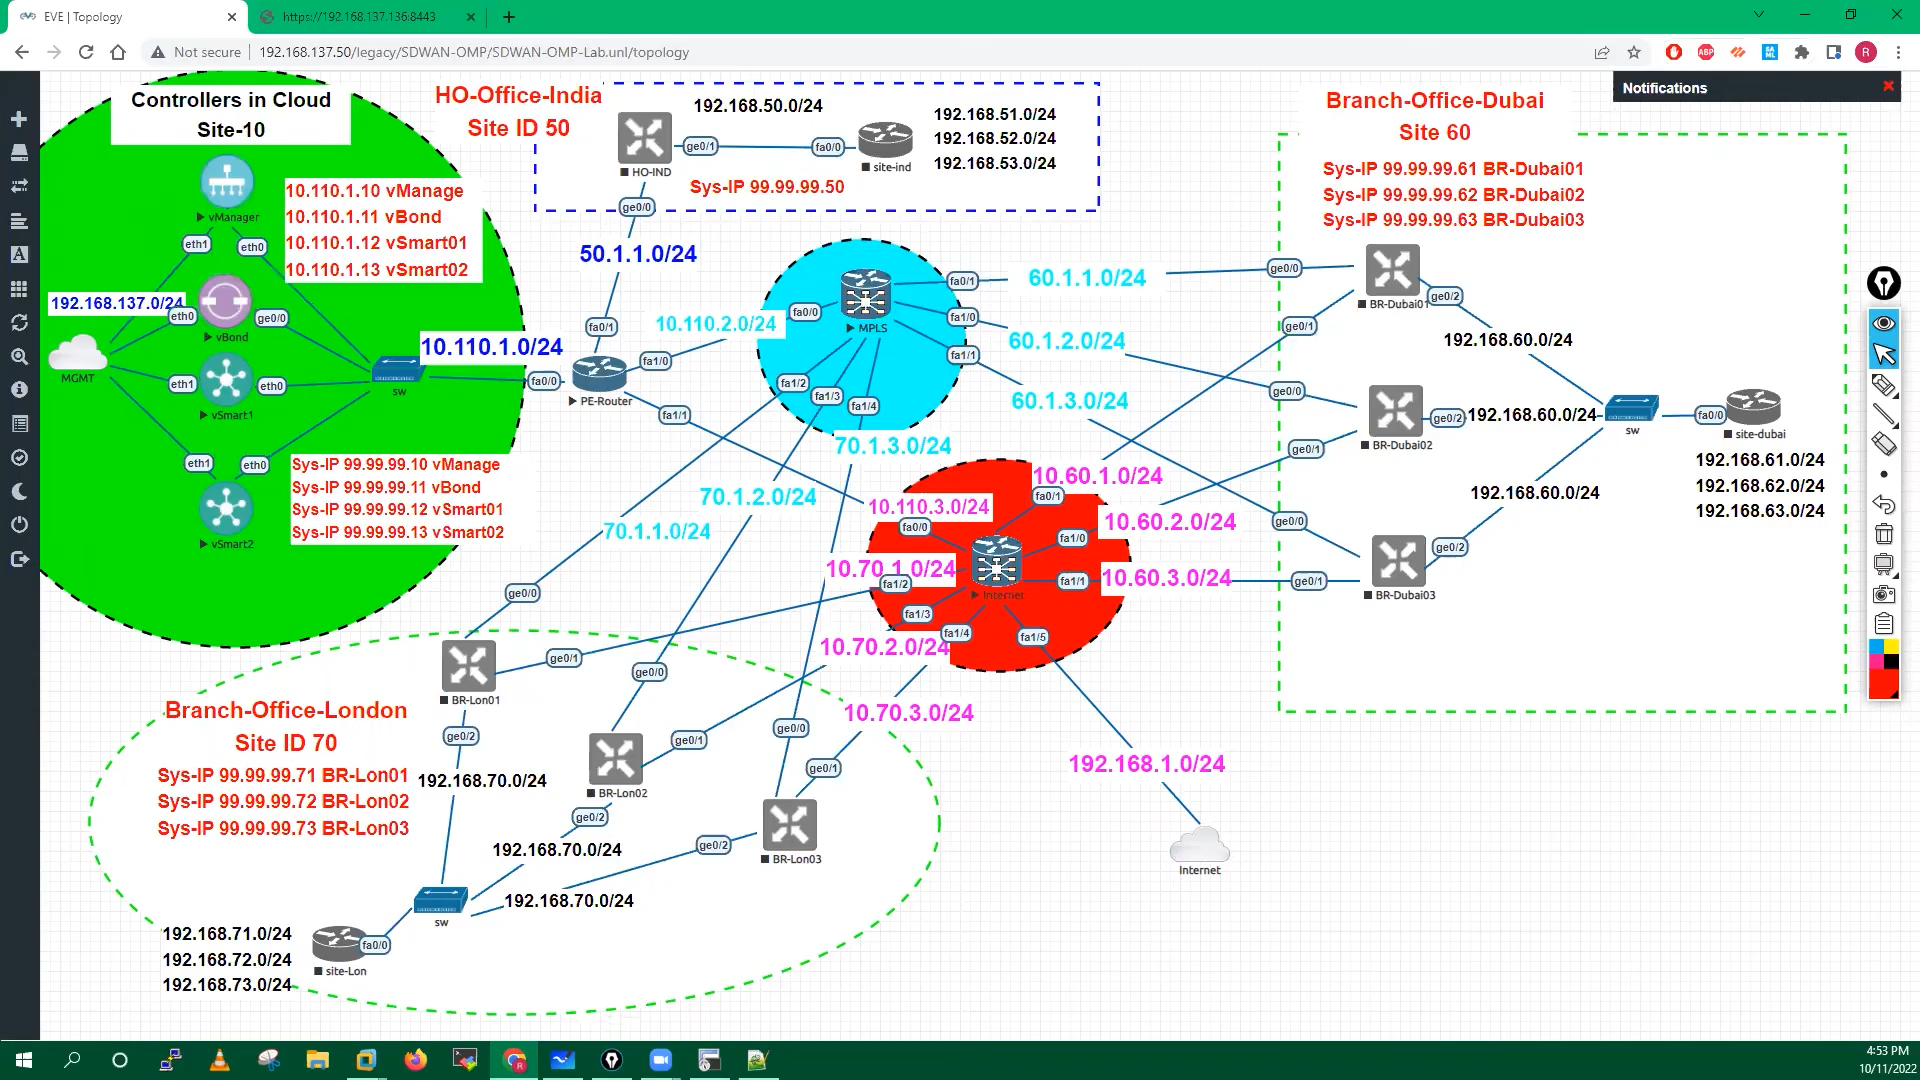 EVE | Topology
https://192.168.137.136:8443
Not secure
192.168.137.50/legacy/SDWAN-OMP/SDWAN-OMP-Lab.unl/topology
ABP
SAML
R
Notifications
Controllers in Cloud
Site-10
vManager
eth1
eth0
10.110.1.10 vManage
10.110.1.11 vBond
10.110.1.12 vSmart01
10.110.1.13 vSmart02
192.168.137.0/24
eth0
ge0/0
vBond
MGMT
eth1
eth0
vSmart1
sw
10.110.1.0/24
eth1
eth0
vSmart2
Sys-IP 99.99.99.10 vManage
Sys-IP 99.99.99.11 vBond
Sys-IP 99.99.99.12 vSmart01
Sys-IP 99.99.99.13 vSmart02
HO-Office-India
Site ID 50
192.168.50.0/24
HO-IND
ge0/1
fa0/0
site-ind
192.168.51.0/24
192.168.52.0/24
192.168.53.0/24
Sys-IP 99.99.99.50
ge0/0
50.1.1.0/24
fa0/1
fa0/0
PE-Router
fa1/0
fa1/1
10.110.2.0/24
fa0/0
MPLS
fa0/1
fa1/0
fa1/1
fa1/2
fa1/3
fa1/4
60.1.1.0/24
60.1.2.0/24
60.1.3.0/24
70.1.3.0/24
70.1.2.0/24
70.1.1.0/24
10.60.1.0/24
10.110.3.0/24
fa0/1
fa0/0
10.60.2.0/24
fa1/0
10.70.1.0/24
fa1/2
Internet
fa1/1
10.60.3.0/24
fa1/3
fa1/4
fa1/5
10.70.2.0/24
10.70.3.0/24
192.168.1.0/24
Internet
Branch-Office-Dubai
Site 60
Sys-IP 99.99.99.61 BR-Dubai01
Sys-IP 99.99.99.62 BR-Dubai02
Sys-IP 99.99.99.63 BR-Dubai03
ge0/0
BR-Dubai01
ge0/2
ge0/1
192.168.60.0/24
ge0/0
BR-Dubai02
ge0/2
192.168.60.0/24
ge0/1
sw
fa0/0
site-dubai
192.168.61.0/24
192.168.62.0/24
192.168.63.0/24
192.168.60.0/24
ge0/0
ge0/2
ge0/1
BR-Dubai03
Branch-Office-London
Site ID 70
Sys-IP 99.99.99.71 BR-Lon01
Sys-IP 99.99.99.72 BR-Lon02
Sys-IP 99.99.99.73 BR-Lon03
ge0/0
BR-Lon01
ge0/1
ge0/2
192.168.70.0/24
ge0/0
BR-Lon02
ge0/1
ge0/2
192.168.70.0/24
ge0/0
ge0/1
BR-Lon03
ge0/2
192.168.70.0/24
sw
fa0/0
site-Lon
192.168.71.0/24
192.168.72.0/24
192.168.73.0/24
4:53 PM
10/11/2022